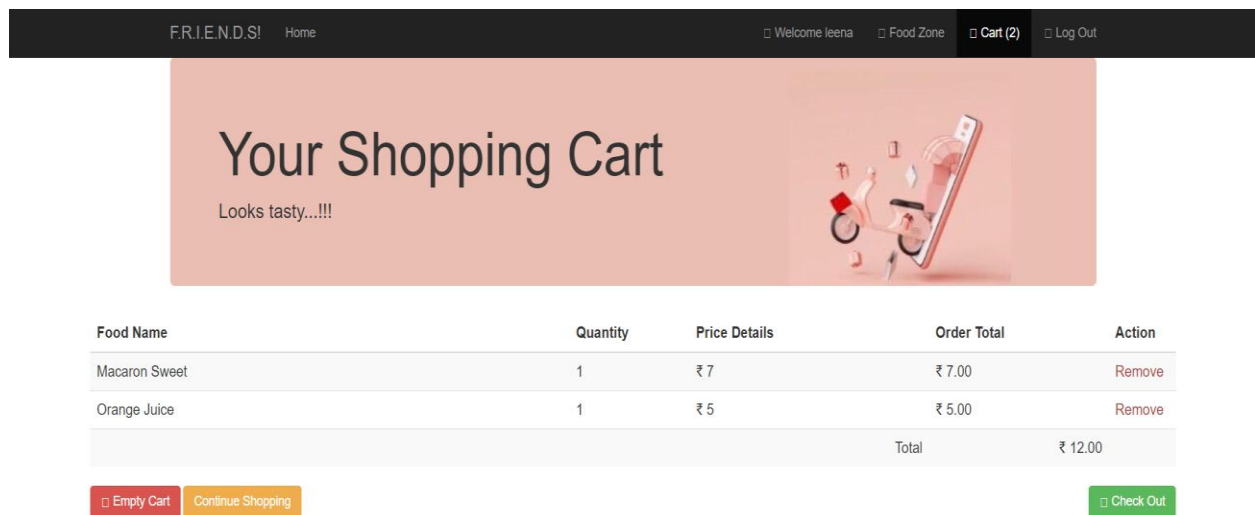 F.R.I.E.N.D.S! Home Welcome leena Food Zone Cart (2) Log Out
Your Shopping Cart
Looks tasty...!!!
Food Name Quantity Price Details Order Total Action
Macaron Sweet 1 ₹ 7 ₹ 7.00 Remove
Orange Juice 1 ₹ 5 ₹ 5.00 Remove
Total ₹ 12.00
Empty Cart Continue Shopping Check Out